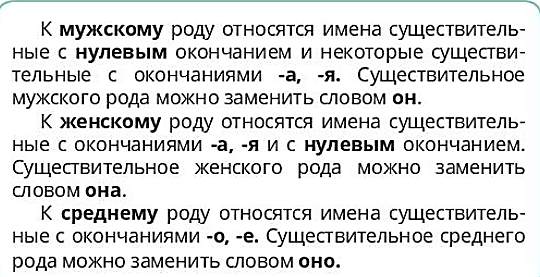 К мужскому роду относятся имена существитель-
ные с нулевым окончанием и некоторые существи-
тельные с окончаниями -а, -я. Существительное
мужского рода можно заменить словом он.
К женскому роду относятся имена существитель-
ные с окончаниями -а, -я и с нулевым окончанием.
Существительное женского рода можно заменить
словом она.
К среднему роду относятся имена существитель-
ные с окончаниями -о, -е. Существительное среднего
рода можно заменить словом оно.